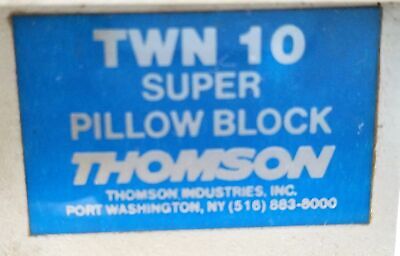 TWN 10
SUPER
PILLOW BLOCK
THOMSON
THOMSON INDUSTRIES, INC.
PORT WASHINGTON, NY (516) 883-8000